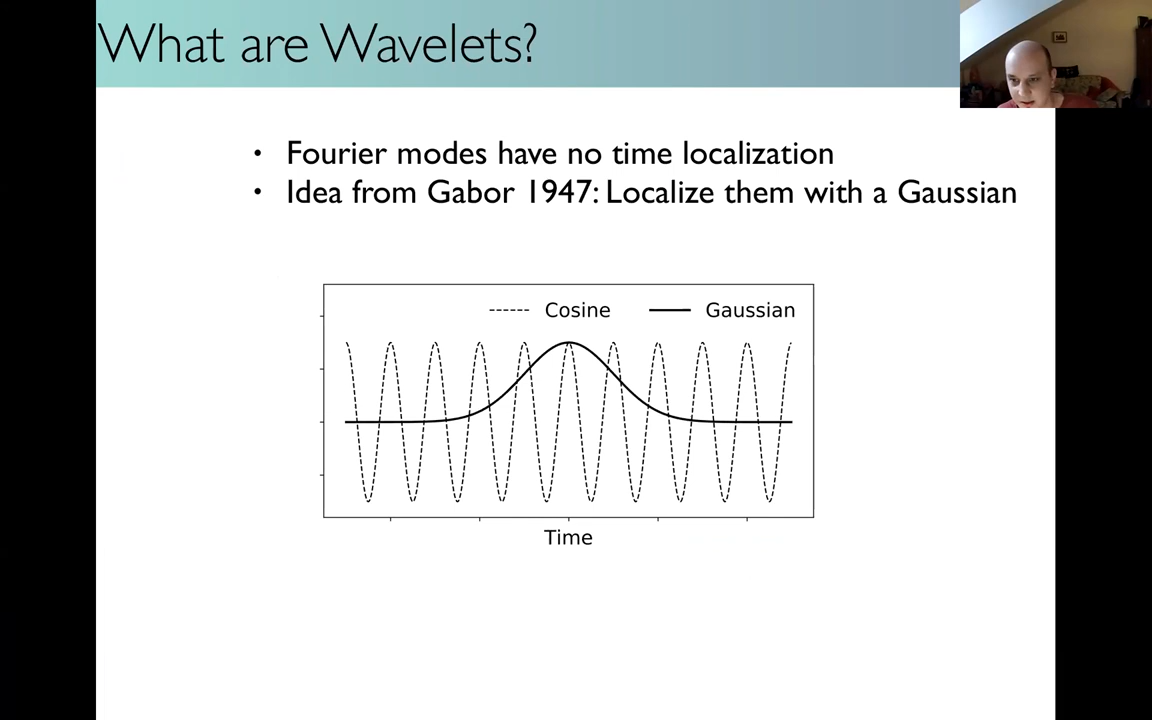 What are Wavelets?
• Fourier modes have no time localization
• Idea from Gabor 1947: Localize them with a Gaussian
Cosine Gaussian
Time